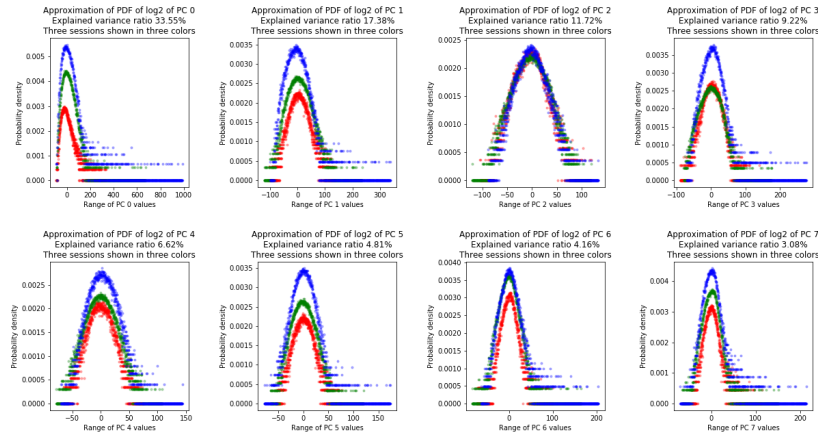 Approximation of PDF of log2 of PC 0
Explained variance ratio 33.55%
Three sessions shown in three colors
Probability density
0.005
0.004
0.003
0.002
0.001
0.000
0 200 400 600 800 1000
Range of PC 0 values
Approximation of PDF of log2 of PC 1
Explained variance ratio 17.38%
Three sessions shown in three colors
Probability density
0.0035
0.0030
0.0025
0.0020
0.0015
0.0010
0.0005
0.0000
−100 0 100 200 300
Range of PC 1 values
Approximation of PDF of log2 of PC 2
Explained variance ratio 11.72%
Three sessions shown in three colors
Probability density
0.0025
0.0020
0.0015
0.0010
0.0005
0.0000
−100 −50 0 50 100
Range of PC 2 values
Approximation of PDF of log2 of PC 3
Explained variance ratio 9.22%
Three sessions shown in three colors
Probability density
0.0035
0.0030
0.0025
0.0020
0.0015
0.0010
0.0005
0.0000
−100 0 100 200
Range of PC 3 values
Approximation of PDF of log2 of PC 4
Explained variance ratio 6.62%
Three sessions shown in three colors
Probability density
0.0025
0.0020
0.0015
0.0010
0.0005
0.0000
−50 0 50 100 150
Range of PC 4 values
Approximation of PDF of log2 of PC 5
Explained variance ratio 4.81%
Three sessions shown in three colors
Probability density
0.0035
0.0030
0.0025
0.0020
0.0015
0.0010
0.0005
0.0000
−50 0 50 100 150
Range of PC 5 values
Approximation of PDF of log2 of PC 6
Explained variance ratio 4.16%
Three sessions shown in three colors
Probability density
0.0040
0.0035
0.0030
0.0025
0.0020
0.0015
0.0010
0.0005
0.0000
0 100 200
Range of PC 6 values
Approximation of PDF of log2 of PC 7
Explained variance ratio 3.08%
Three sessions shown in three colors
Probability density
0.004
0.003
0.002
0.001
0.000
0 100 200
Range of PC 7 values